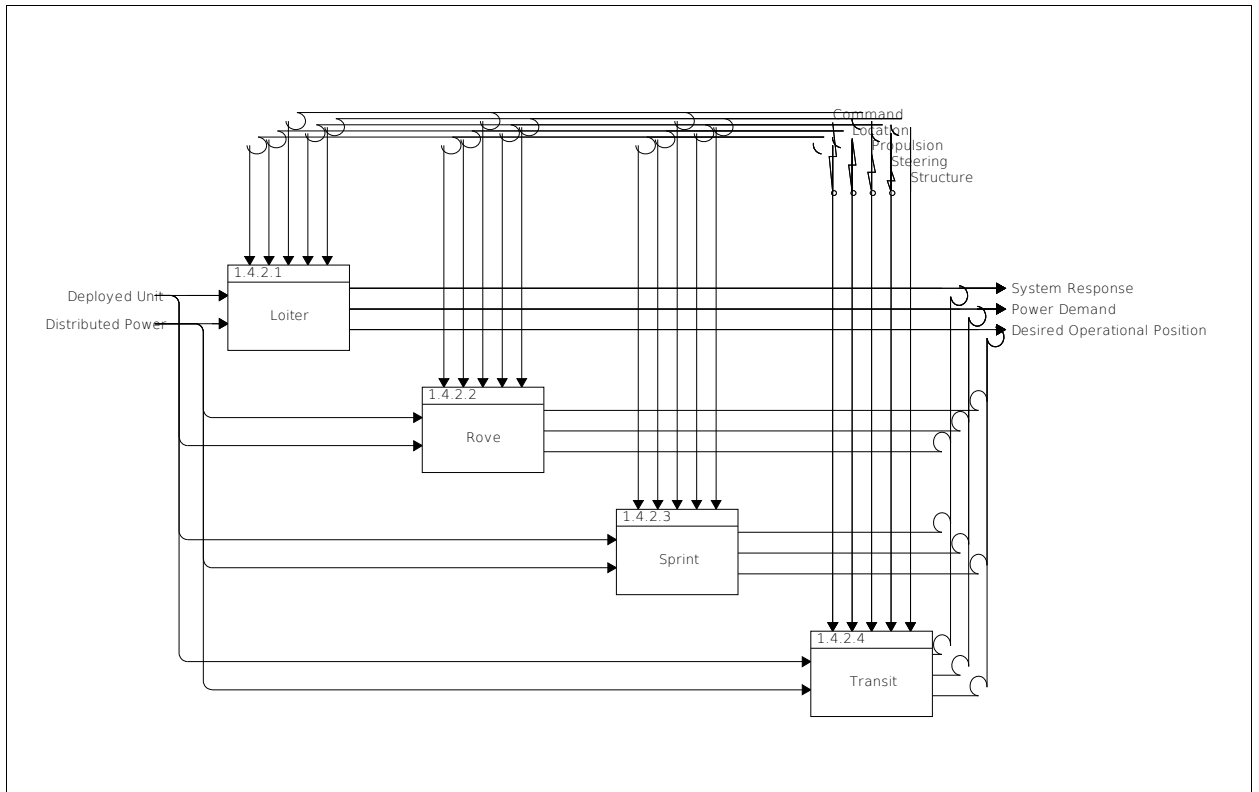 Command
Location
Propulsion
Steering
Structure
1.4.2.1
Loiter
Deployed Unit
Distributed Power
System Response
Power Demand
Desired Operational Position
1.4.2.2
Rove
1.4.2.3
Sprint
1.4.2.4
Transit